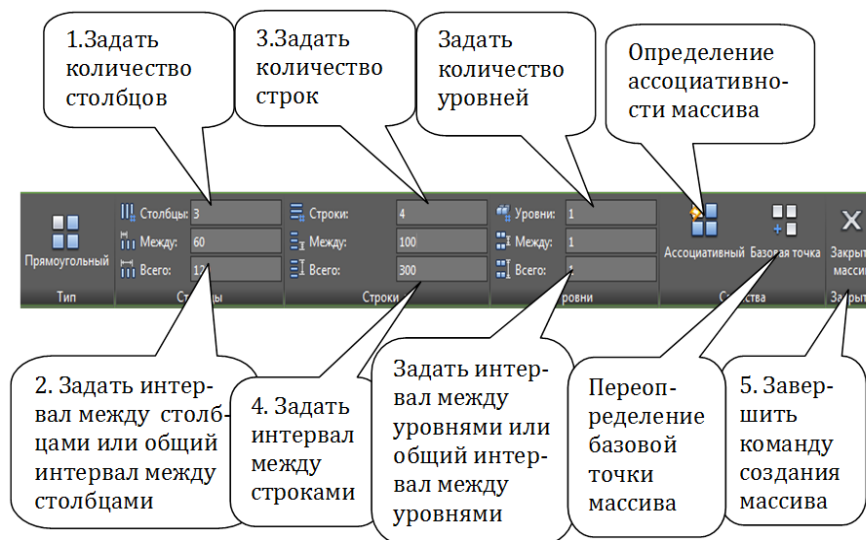 1.Задать
количество
столбцов
3.Задать
количество
строк
Задать
количество
уровней
Определение
ассоциативно-
сти массива
Прямоугольный
Тип
Столбцы: 3
Между: 60
Всего:
Строки: 4
Между: 100
Всего: 300
Строки
Уровни: 1
Между: 1
Всего:
Ассоциативный
Базовая точка
2. Задать интер-
вал между столб-
цами или общий
интервал между
столбцами
4. Задать
интервал
между
строками
Задать интер-
вал между
уровнями или
общий интер-
вал между
уровнями
Переоп-
ределение
базовой
точки
массива
5. Завер-
шить
команду
создания
массива